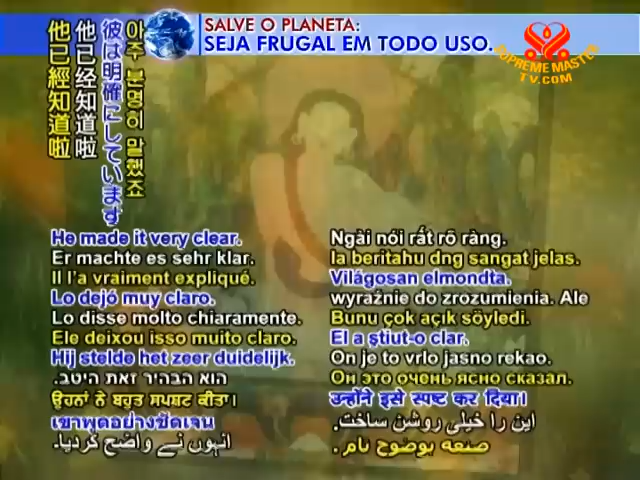 SALVE O PLANETA:
SEJA FRUGAL EM TODO USO.
SUPREME MASTER
TV.COM
아주 분명히 말했죠
彼は明確にしています
他已经知道啦
他已經知道啦
He made it very clear.
Er machte es sehr klar.
Il l'a vraiment expliqué.
Lo dejó muy claro.
Lo disse molto chiaramente.
Ele deixou isso muito claro.
Hij stelde het zeer duidelijk.
הוא הבהיר זאת היטב.
ਉਹਨਾਂ ਨੇ ਬਹੁਤ ਸਪਸ਼ਟ ਕੀਤਾ।
เขาพูดอย่างชัดเจน
انہوں نے واضح کردیا.
Ngài nói rất rõ ràng.
Ia beritahu dng sangat jelas.
Világosan elmondta.
wyraźnie do zrozumienia. Ale
Bunu çok açık söyledi.
El a ştiut-o clar.
On je to vrlo jasno rekao.
Он это очень ясно сказал.
उन्होंने इसे स्पष्ट कर दिया।
این را خیلی روشن ساخت.
صنعه بوضوح تام.